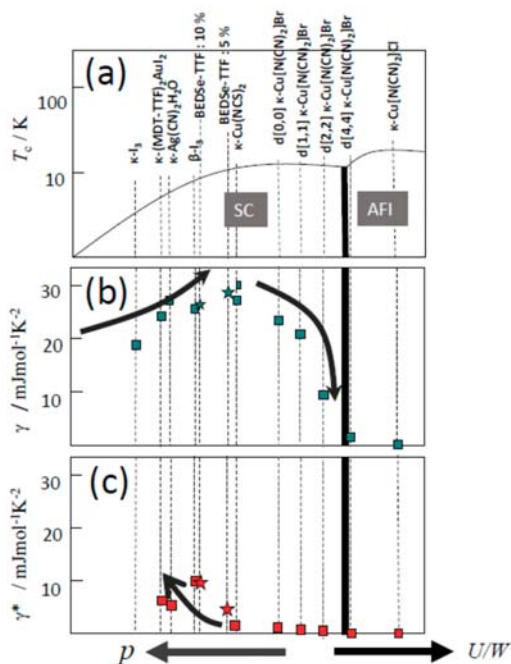 (a)
κ-I₃
κ-(MDT-TTF)₂AuI₂
κ-Ag(CN)₂H₂O
β-I₃
BEDSe-TTF : 10 %
BEDSe-TTF : 5 %
κ-Cu(NCS)₂
d[0,0] κ-Cu[N(CN)₂]Br
d[1,1] κ-Cu[N(CN)₂]Br
d[2,2] κ-Cu[N(CN)₂]Br
d[4,4] κ-Cu[N(CN)₂]Br
κ-Cu[N(CN)₂]Cl
Tc / K
100
10
SC
AFI
(b)
γ / mJmol⁻¹K⁻²
30
20
10
(c)
γ* / mJmol⁻¹K⁻²
30
20
10
p
U/W